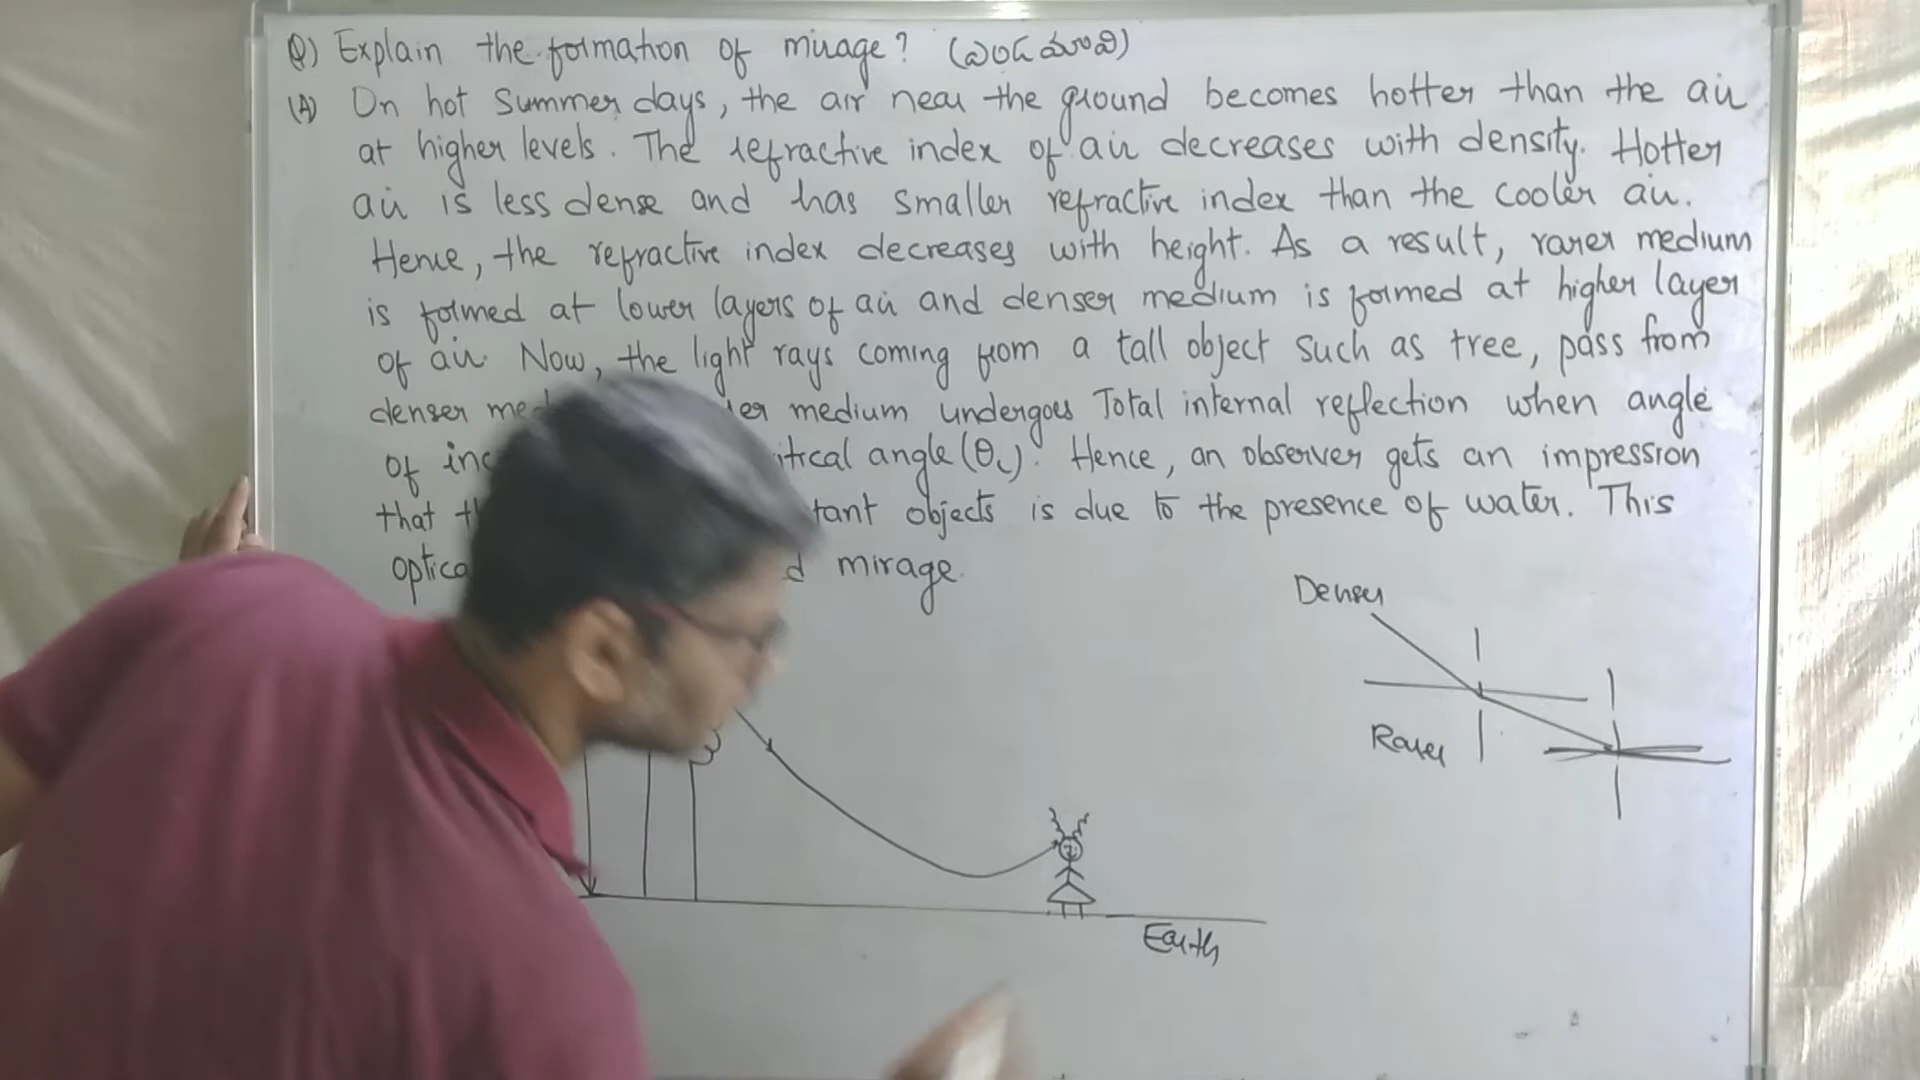 Q) Explain the formation of mirage? (ఎండమావి)
(A) On hot summer days, the air near the ground becomes hotter than the air
at higher levels. The refractive index of air decreases with density. Hotter
air is less dense and has smaller refractive index than the cooler air.
Hence, the refractive index decreases with height. As a result, rarer medium
is formed at lower layers of air and denser medium is formed at higher layer
of air. Now, the light rays coming from a tall object such as tree, pass from
denser medium undergoes Total internal reflection when angle
of angle (θc). Hence, an observer gets an impression
that objects is due to the presence of water. This
mirage.
Denser
Rarer
Earth